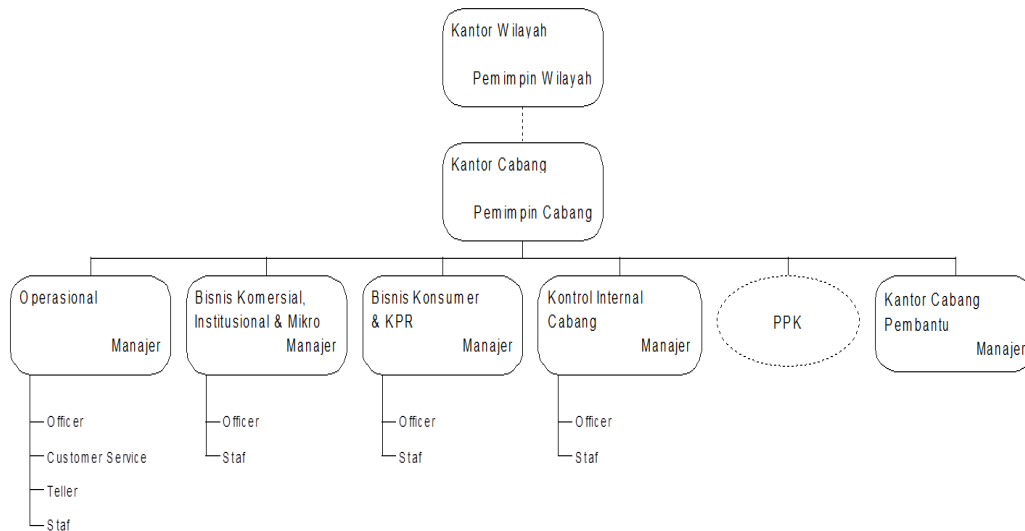 Kantor Wilayah
Pemimpin Wilayah
Kantor Cabang
Pemimpin Cabang
Operasional
Manajer
Bisnis Komersial,
Institusional & Mikro
Manajer
Bisnis Konsumer
& KPR
Manajer
Kontrol Internal
Cabang
Manajer
PPK
Kantor Cabang
Pembantu
Manajer
Officer
Customer Service
Teller
Staf
Officer
Staf
Officer
Staf
Officer
Staf